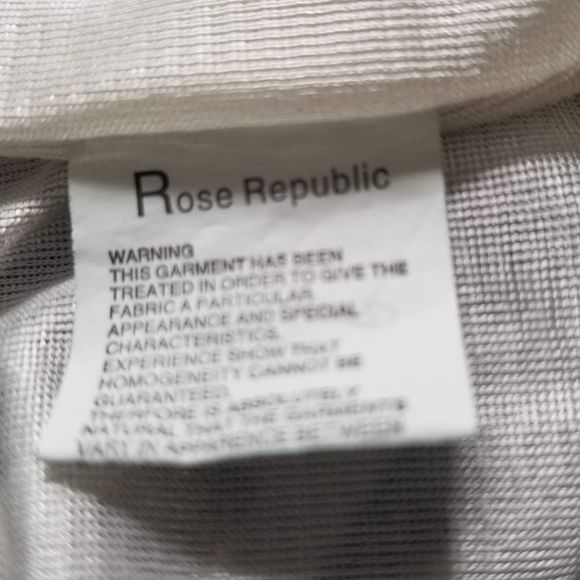 Rose Republic
WARNING
THIS GARMENT HAS BEEN
TREATED IN ORDER TO GIVE THE
FABRIC A PARTICULAR
APPEARANCE AND SPECIAL
CHARACTERISTICS.
EXPERIENCE SHOW THAT
HOMOGENEITY CANNOT BE
GUARANTEED.
THERFORE IS ABSOLUTELY
NATURAL THAT THE GARMENTS
VARY IN BETWEEN